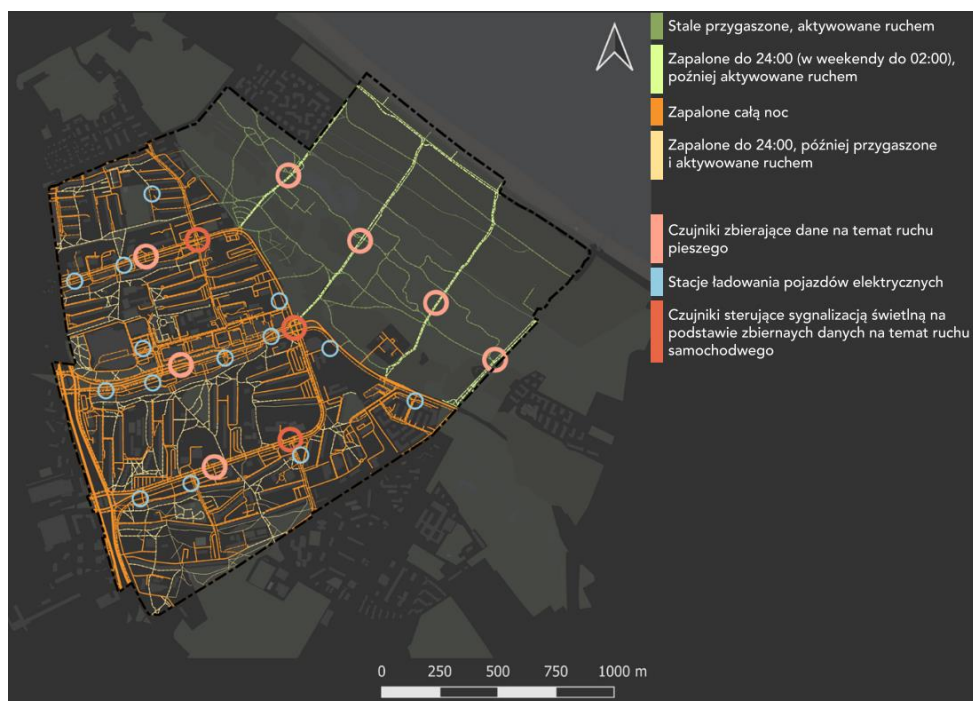 Stale przygaszone, aktywowane ruchem
Zapalone do 24:00 (w weekendy do 02:00),
poźniej aktywowane ruchem
Zapalone całą noc
Zapalone do 24:00, później przygaszone
i aktywowane ruchem
Czujniki zbierające dane na temat ruchu
pieszego
Stacje ładowania pojazdów elektrycznych
Czujniki sterujące sygnalizacją świetlną na
podstawie zbiernaych danych na temat ruchu
samochodwego
0 250 500 750 1000 m